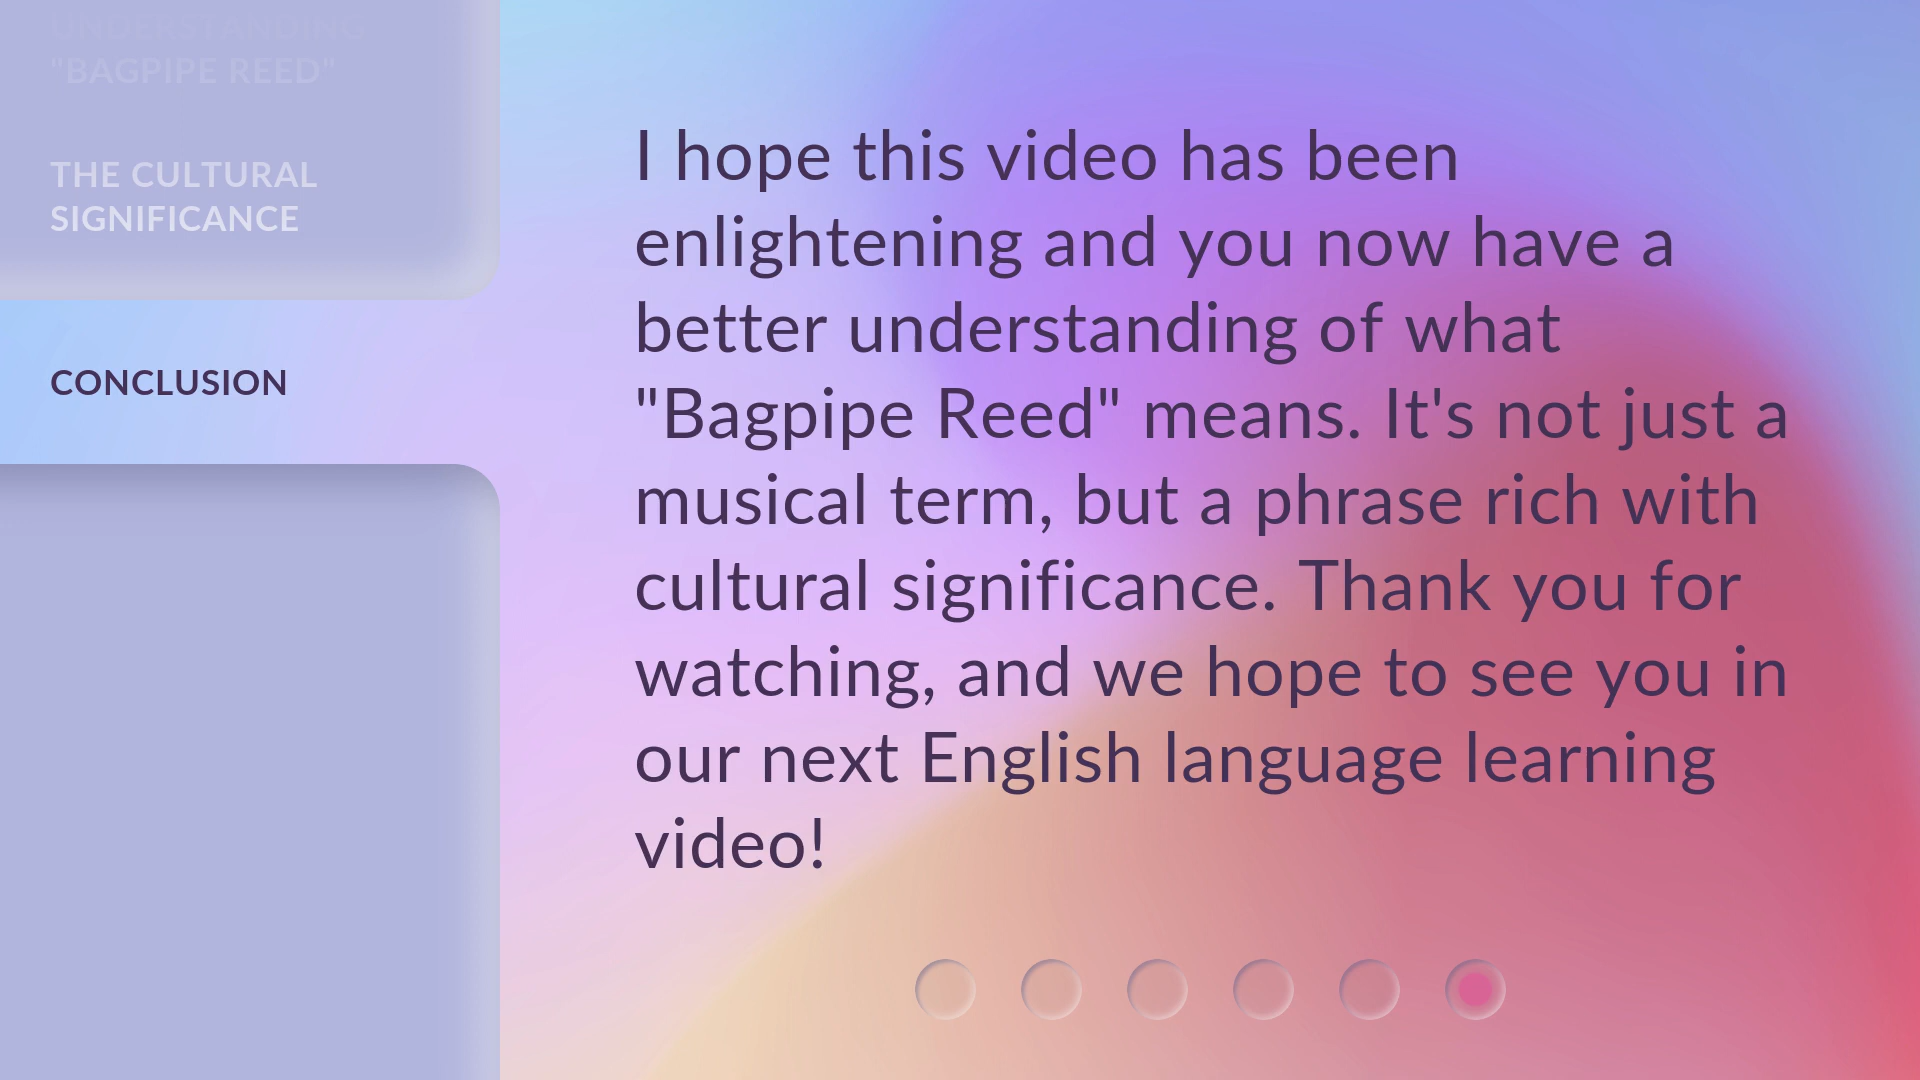 UNDERSTANDING
"BAGPIPE REED"
THE CULTURAL
SIGNIFICANCE
CONCLUSION
I hope this video has been
enlightening and you now have a
better understanding of what
"Bagpipe Reed" means. It's not just a
musical term, but a phrase rich with
cultural significance. Thank you for
watching, and we hope to see you in
our next English language learning
video!